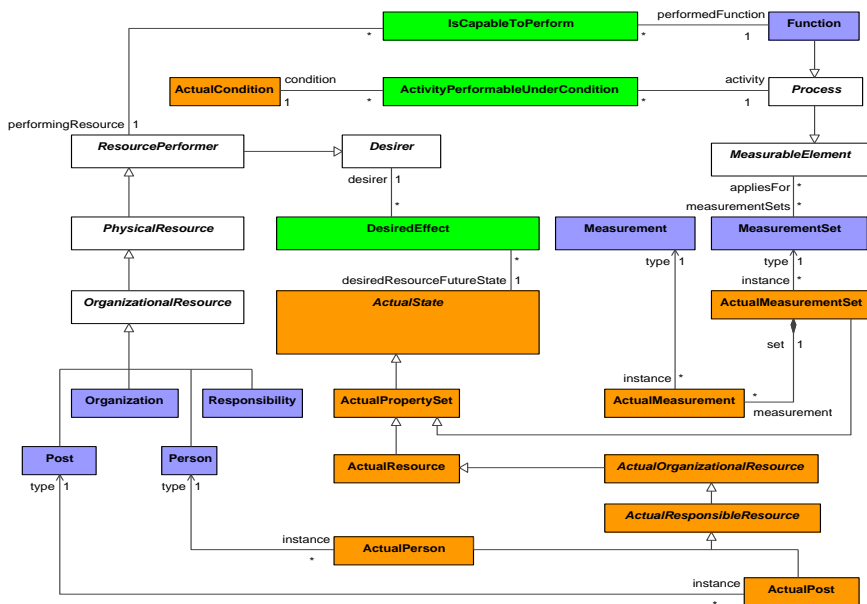 IsCapableToPerform
performedFunction
Function
*
*
1
ActualCondition
condition
ActivityPerformableUnderCondition
activity
Process
1
*
*
1
performingResource
1
ResourcePerformer
Desirer
MeasurableElement
desirer
1
appliesFor
*
*
measurementSets
*
PhysicalResource
DesiredEffect
Measurement
MeasurementSet
*
type
1
type
1
desiredResourceFutureState
1
instance
*
OrganizationalResource
ActualState
ActualMeasurementSet
set
1
instance
*
Organization
Responsibility
ActualPropertySet
ActualMeasurement
*
measurement
Post
Person
ActualResource
ActualOrganizationalResource
type
1
type
1
ActualResponsibleResource
instance
*
ActualPerson
instance
*
ActualPost